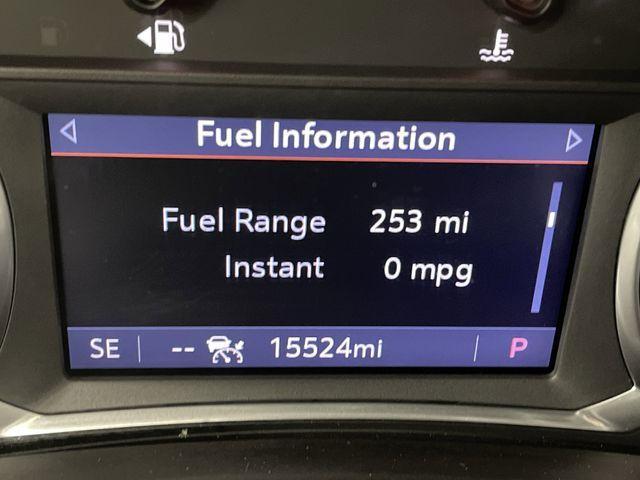 Fuel Information
Fuel Range 253 mi
Instant 0 mpg
SE -- 15524mi P